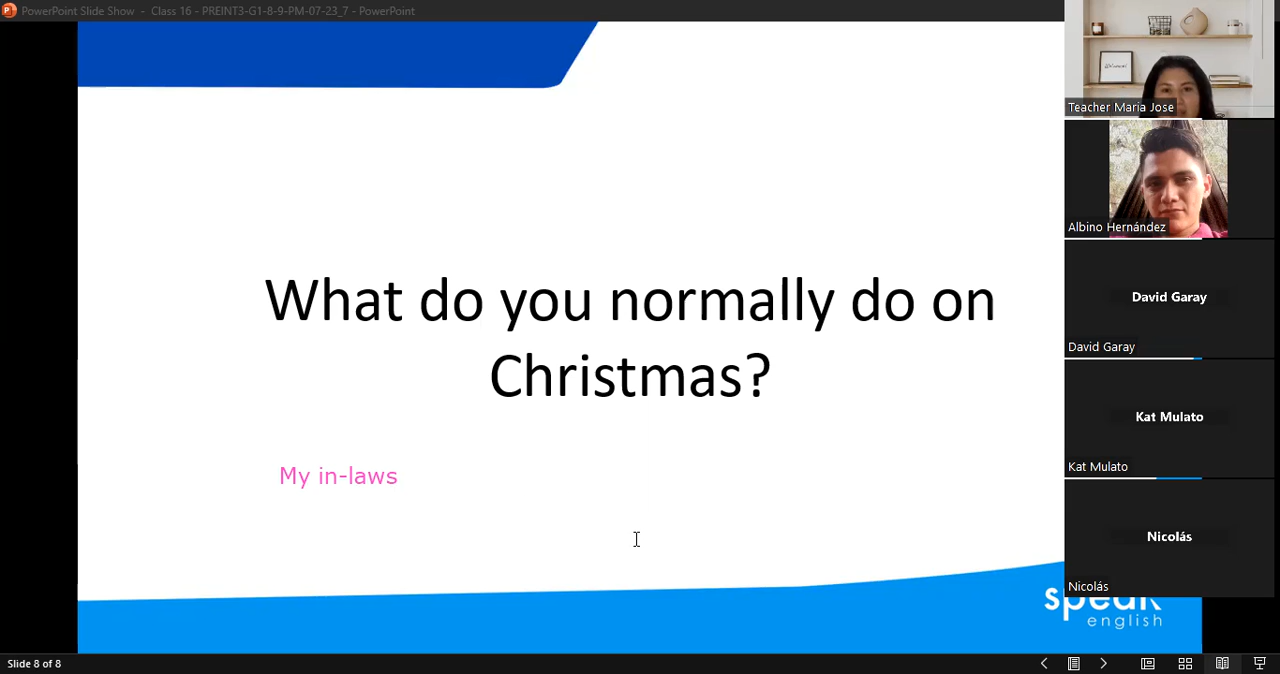 PowerPoint Slide Show - Class 16 - PREINT3-G1-8-9-PM-07-23_7 - PowerPoint
What do you normally do on
Christmas?
My in-laws
Teacher Maria Jose
Albino Hernández
David Garay
David Garay
Kat Mulato
Kat Mulato
Nicolás
Nicolás
speak
english
Slide 8 of 8